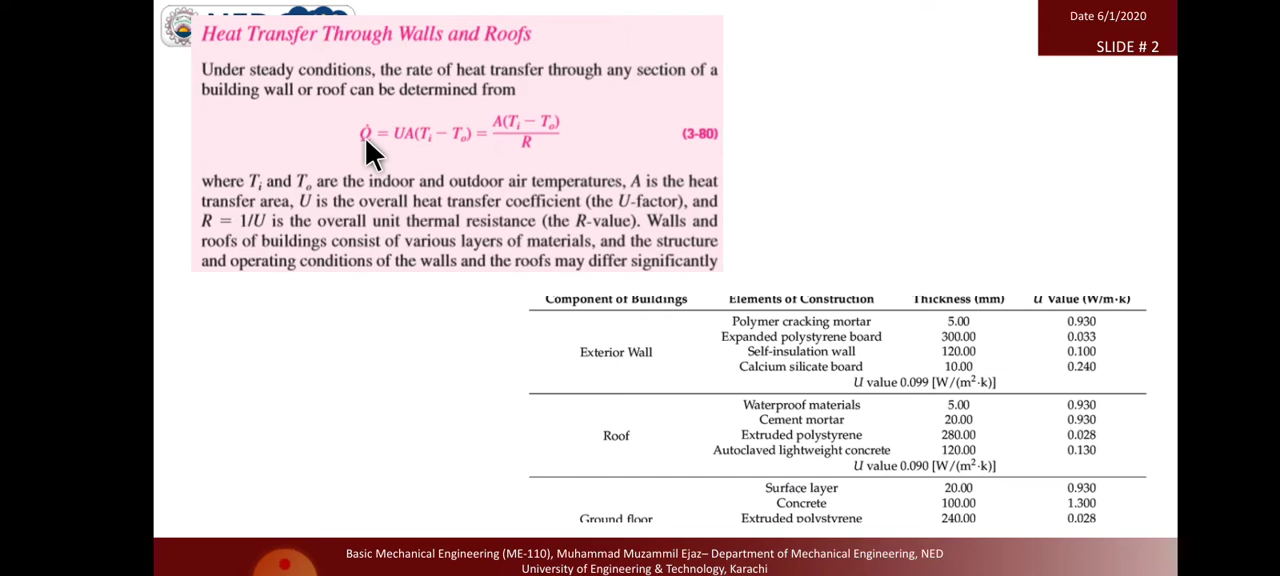 NED
Date 6/1/2020
SLIDE # 2
Heat Transfer Through Walls and Roofs
Under steady conditions, the rate of heat transfer through any section of a
building wall or roof can be determined from
Q̇ = UA(Tᵢ − Tₒ) = A(Tᵢ − Tₒ) / R (3-80)
where Tᵢ and Tₒ are the indoor and outdoor air temperatures, A is the heat
transfer area, U is the overall heat transfer coefficient (the U-factor), and
R = 1/U is the overall unit thermal resistance (the R-value). Walls and
roofs of buildings consist of various layers of materials, and the structure
and operating conditions of the walls and the roofs may differ significantly
Component of Buildings Elements of Construction Thickness (mm) U Value (W/m·k)
Polymer cracking mortar 5.00 0.930
Expanded polystyrene board 300.00 0.033
Exterior Wall Self-insulation wall 120.00 0.100
Calcium silicate board 10.00 0.240
U value 0.099 [W/(m²·k)]
Waterproof materials 5.00 0.930
Cement mortar 20.00 0.930
Roof Extruded polystyrene 280.00 0.028
Autoclaved lightweight concrete 120.00 0.130
U value 0.090 [W/(m²·k)]
Surface layer 20.00 0.930
Concrete 100.00 1.300
Ground floor Extruded polystyrene 240.00 0.028
Basic Mechanical Engineering (ME-110), Muhammad Muzammil Ejaz– Department of Mechanical Engineering, NED
University of Engineering & Technology, Karachi